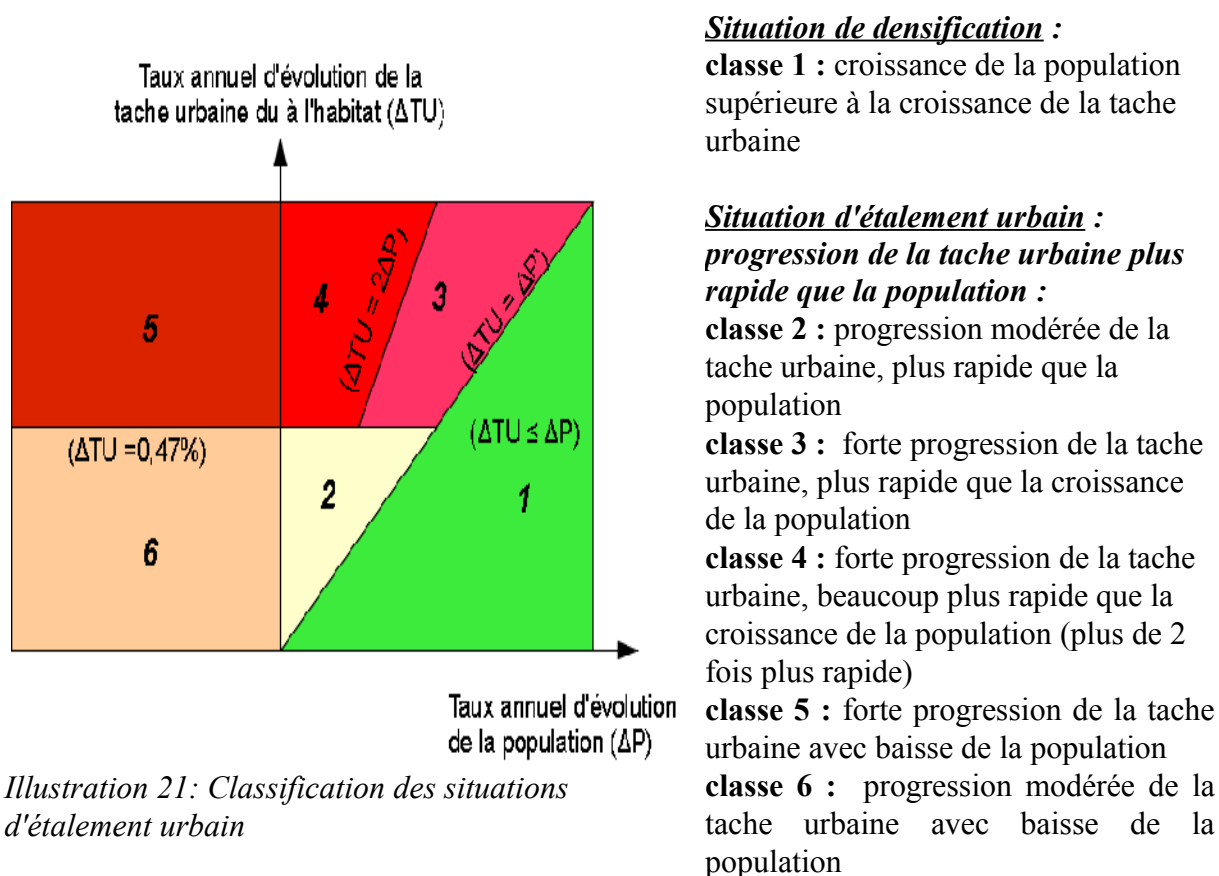 Taux annuel d'évolution de la
tache urbaine du à l'habitat (ΔTU)
4
(ΔTU = 2ΔP)
3
(ΔTU = ΔP)
5
(ΔTU =0,47%)
(ΔTU ≤ ΔP)
2
1
6
Taux annuel d'évolution
de la population (ΔP)
Illustration 21: Classification des situations
d'étalement urbain
Situation de densification :
classe 1 : croissance de la population
supérieure à la croissance de la tache
urbaine
Situation d'étalement urbain :
progression de la tache urbaine plus
rapide que la population :
classe 2 : progression modérée de la
tache urbaine, plus rapide que la
population
classe 3 : forte progression de la tache
urbaine, plus rapide que la croissance
de la population
classe 4 : forte progression de la tache
urbaine, beaucoup plus rapide que la
croissance de la population (plus de 2
fois plus rapide)
classe 5 : forte progression de la tache
urbaine avec baisse de la population
classe 6 : progression modérée de la
tache urbaine avec baisse de la
population